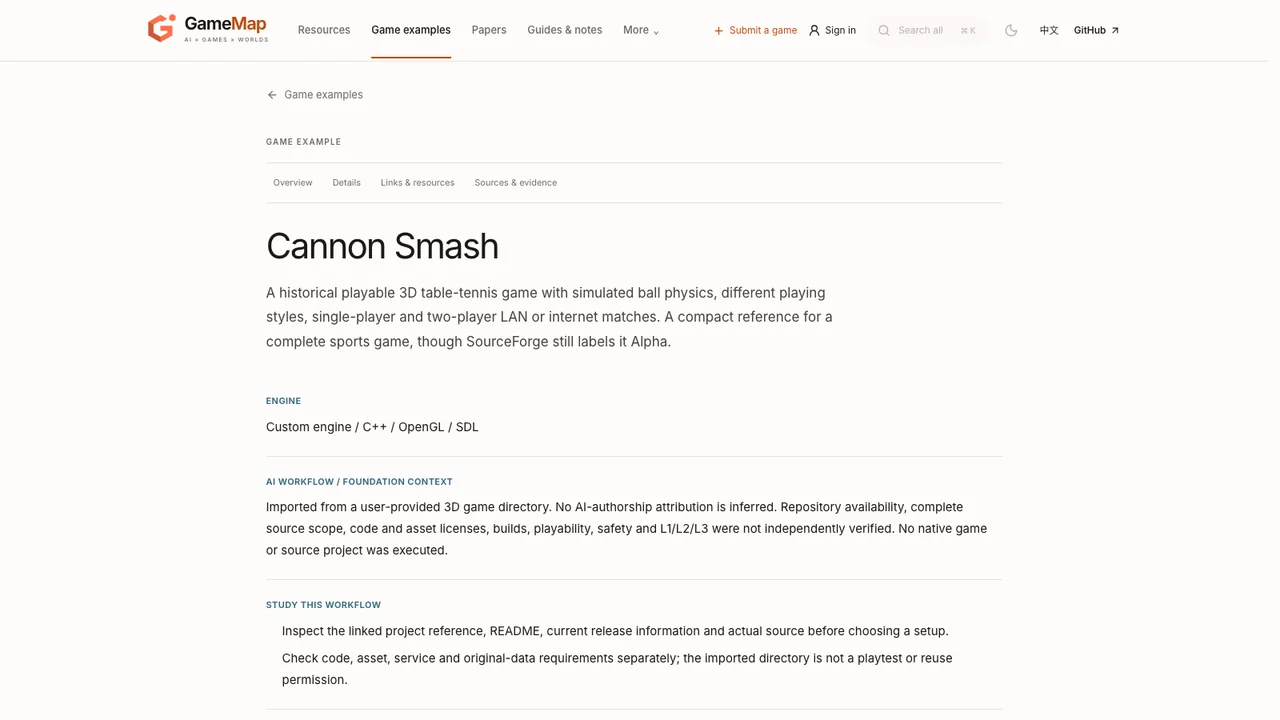 GameMap
AI × GAMES × WORLDS
Resources
Game examples
Papers
Guides & notes
More
+ Submit a game
Sign in
Search all
⌘ K
中文
GitHub ↗
← Game examples
GAME EXAMPLE
Overview
Details
Links & resources
Sources & evidence
Cannon Smash
A historical playable 3D table-tennis game with simulated ball physics, different playing
styles, single-player and two-player LAN or internet matches. A compact reference for a
complete sports game, though SourceForge still labels it Alpha.
ENGINE
Custom engine / C++ / OpenGL / SDL
AI WORKFLOW / FOUNDATION CONTEXT
Imported from a user-provided 3D game directory. No AI-authorship attribution is inferred. Repository availability, complete
source scope, code and asset licenses, builds, playability, safety and L1/L2/L3 were not independently verified. No native game
or source project was executed.
STUDY THIS WORKFLOW
Inspect the linked project reference, README, current release information and actual source before choosing a setup.
Check code, asset, service and original-data requirements separately; the imported directory is not a playtest or reuse
permission.